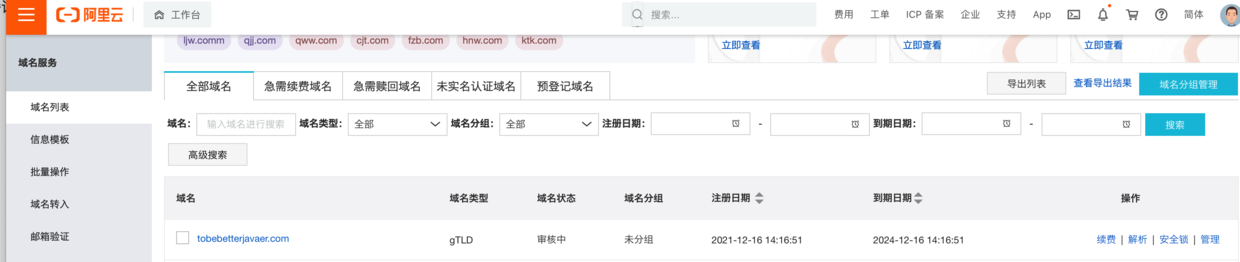 阿里云 工作台 搜索... 费用 工单 ICP 备案 企业 支持 App 简体
ljw.comm qjj.com qww.com cjt.com fzb.com hnw.com ktk.com 立即查看 立即查看 立即查看
域名服务
全部域名 急需续费域名 急需赎回域名 未实名认证域名 预登记域名 导出列表 查看导出结果 域名分组管理
域名列表
域名: 输入域名进行搜索 域名类型: 全部 域名分组: 全部 注册日期: - 到期日期: - 搜索
信息模板
高级搜索
批量操作
域名 域名类型 域名状态 域名分组 注册日期 到期日期 操作
域名转入
邮箱验证
tobebetterjavaer.com gTLD 审核中 未分组 2021-12-16 14:16:51 2024-12-16 14:16:51 续费 | 解析 | 安全锁 | 管理